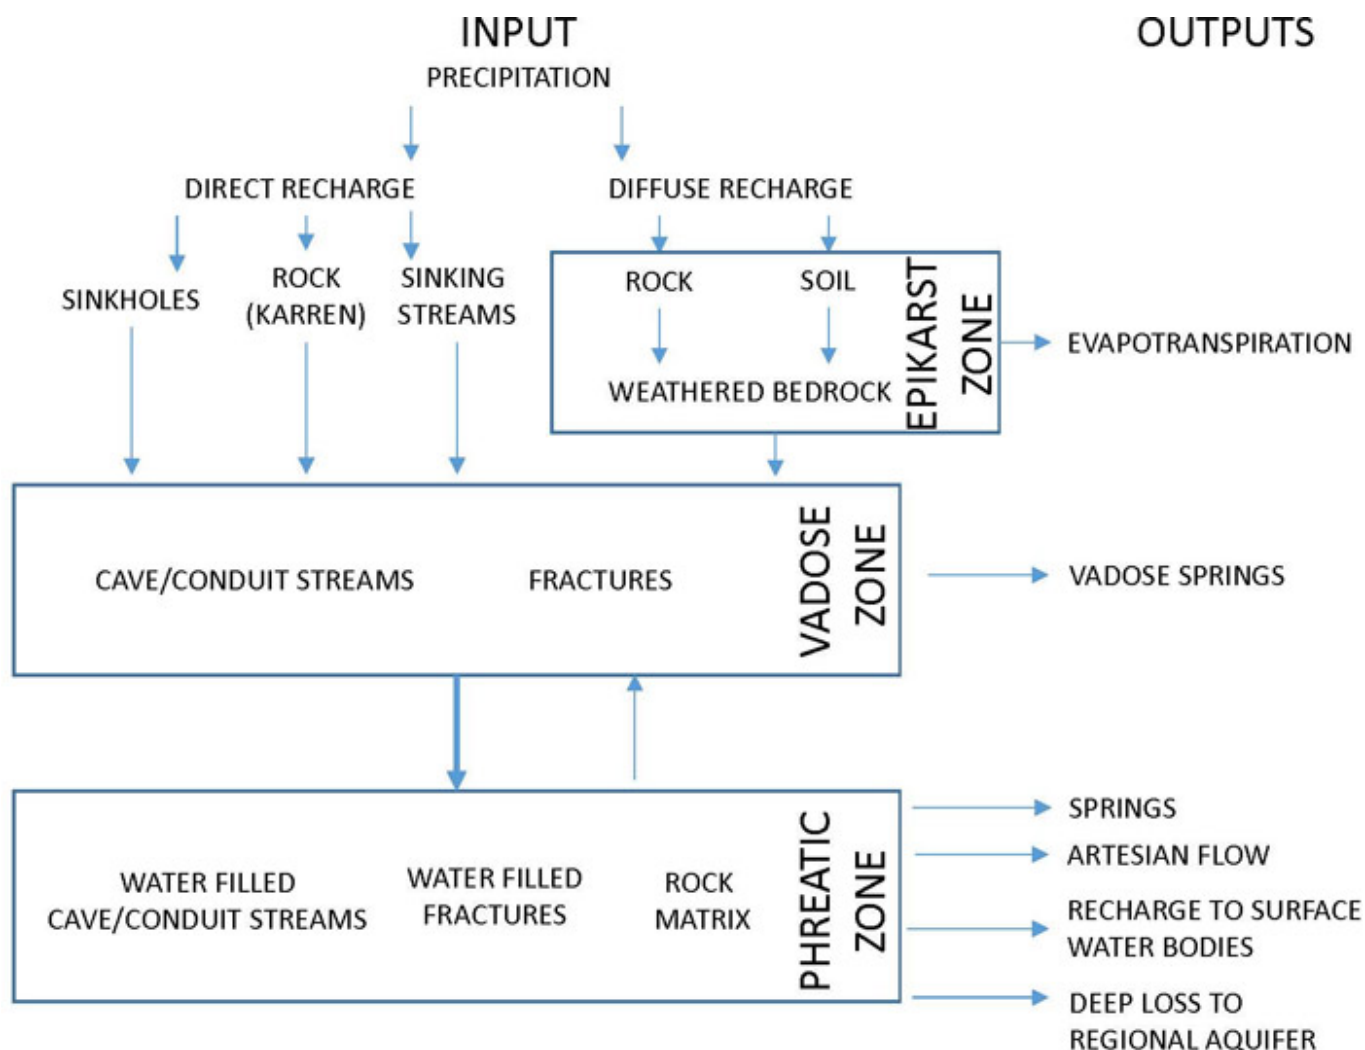 INPUT
OUTPUTS
PRECIPITATION
DIRECT RECHARGE
DIFFUSE RECHARGE
SINKHOLES
ROCK
(KARREN)
SINKING
STREAMS
ROCK
SOIL
WEATHERED BEDROCK
EPIKARST
ZONE
EVAPOTRANSPIRATION
CAVE/CONDUIT STREAMS
FRACTURES
VADOSE
ZONE
VADOSE SPRINGS
WATER FILLED
CAVE/CONDUIT STREAMS
WATER FILLED
FRACTURES
ROCK
MATRIX
PHREATIC
ZONE
SPRINGS
ARTESIAN FLOW
RECHARGE TO SURFACE
WATER BODIES
DEEP LOSS TO
REGIONAL AQUIFER